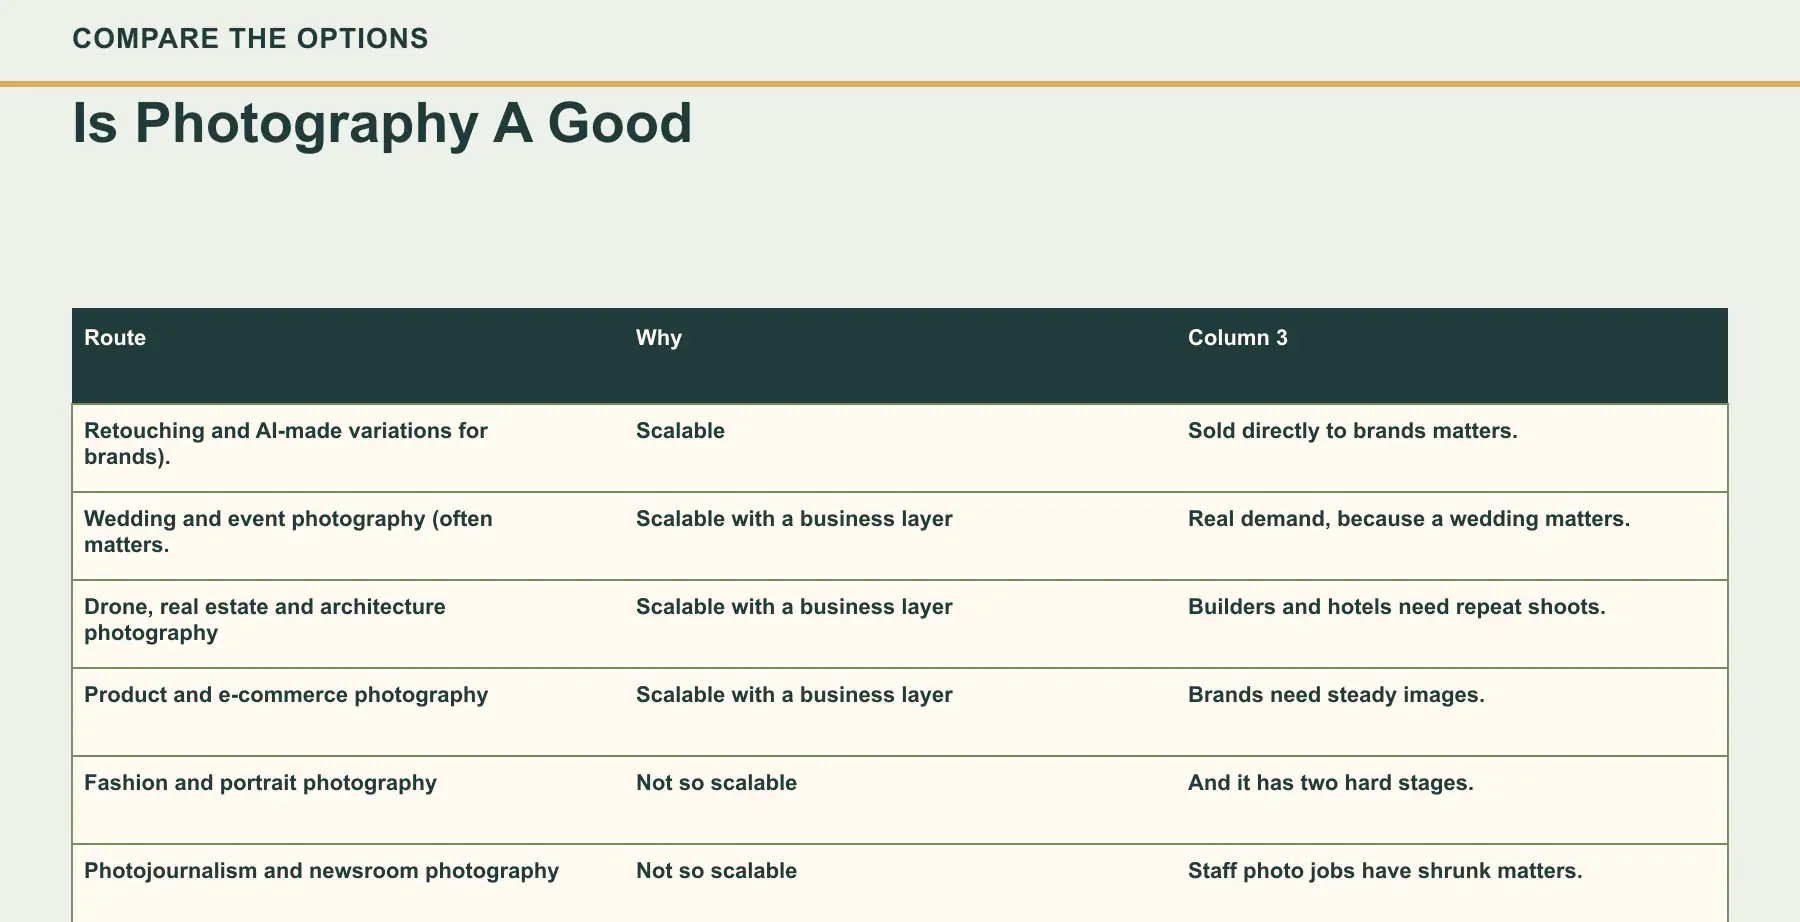 COMPARE THE OPTIONS
Is Photography A Good
Route Why Column 3
Retouching and AI-made variations for Scalable Sold directly to brands matters.
brands).
Wedding and event photography (often Scalable with a business layer Real demand, because a wedding matters.
matters.
Drone, real estate and architecture Scalable with a business layer Builders and hotels need repeat shoots.
photography
Product and e-commerce photography Scalable with a business layer Brands need steady images.
Fashion and portrait photography Not so scalable And it has two hard stages.
Photojournalism and newsroom photography Not so scalable Staff photo jobs have shrunk matters.